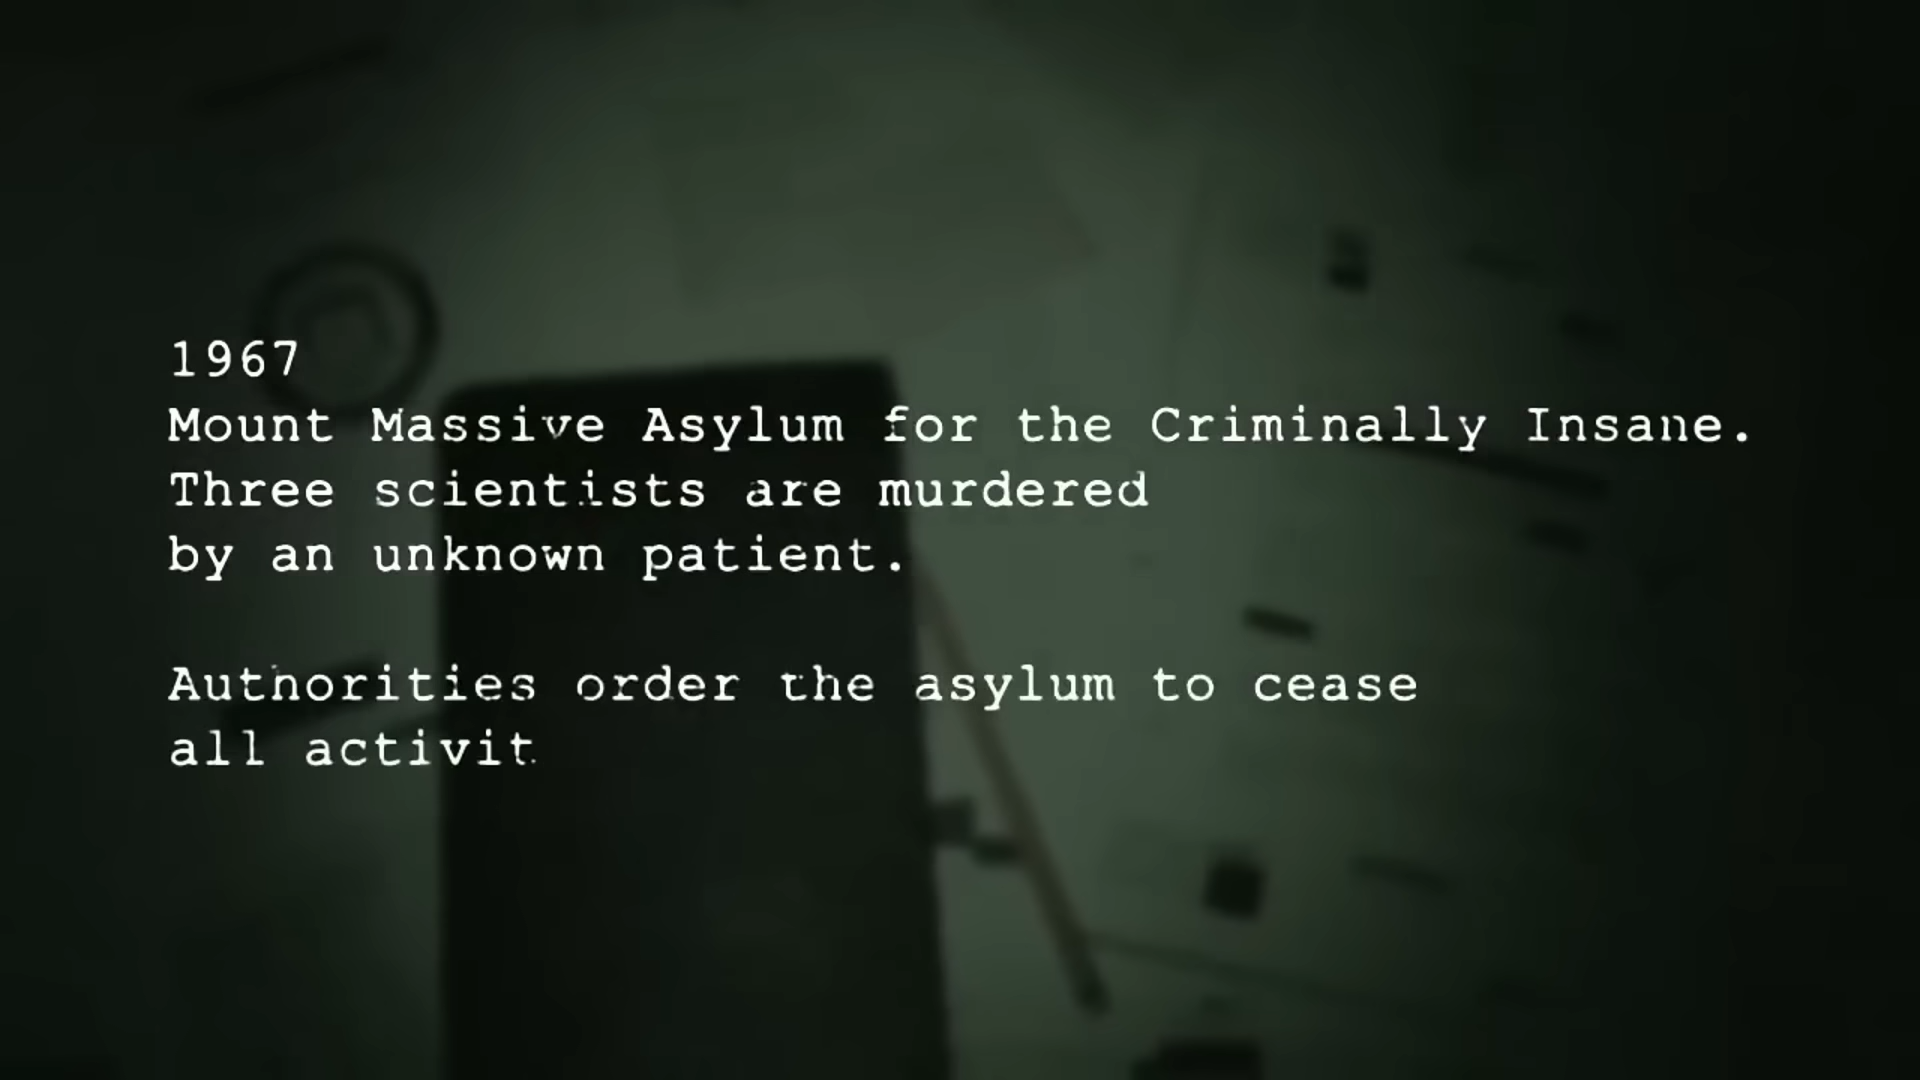 1967
Mount Massive Asylum for the Criminally Insane.
Three scientists are murdered
by an unknown patient.
Authorities order the asylum to cease
all activit